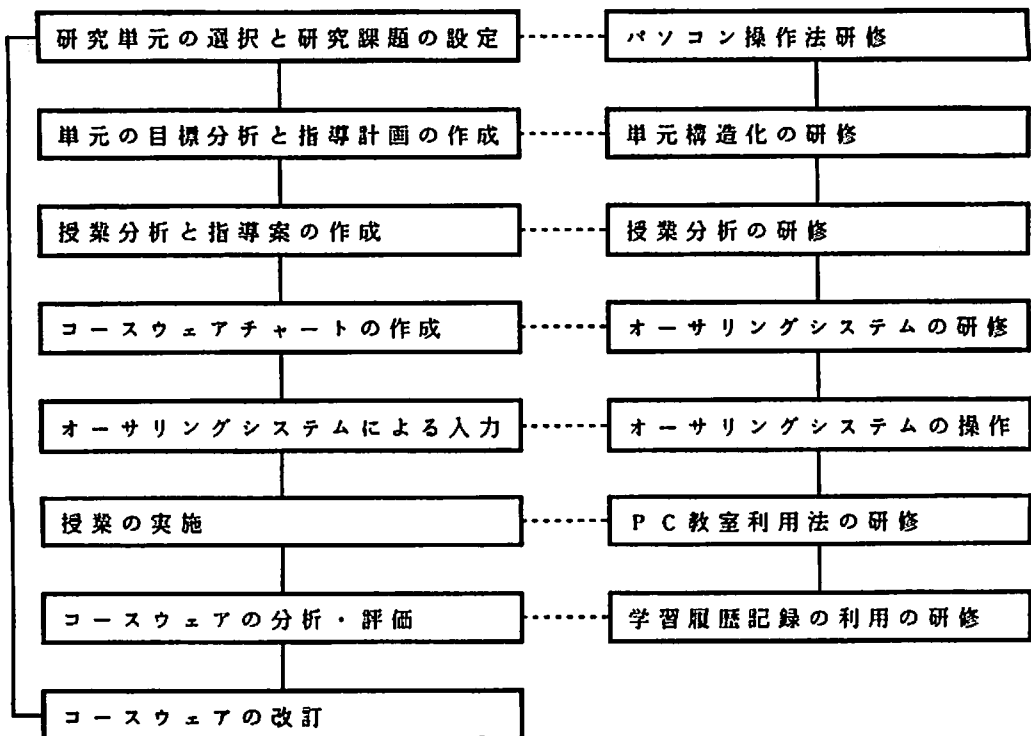 研究単元の選択と研究課題の設定
パソコン操作法研修
単元の目標分析と指導計画の作成
単元構造化の研修
授業分析と指導案の作成
授業分析の研修
コースウェアチャートの作成
オーサリングシステムの研修
オーサリングシステムによる入力
オーサリングシステムの操作
授業の実施
PC教室利用法の研修
コースウェアの分析・評価
学習履歴記録の利用の研修
コースウェアの改訂